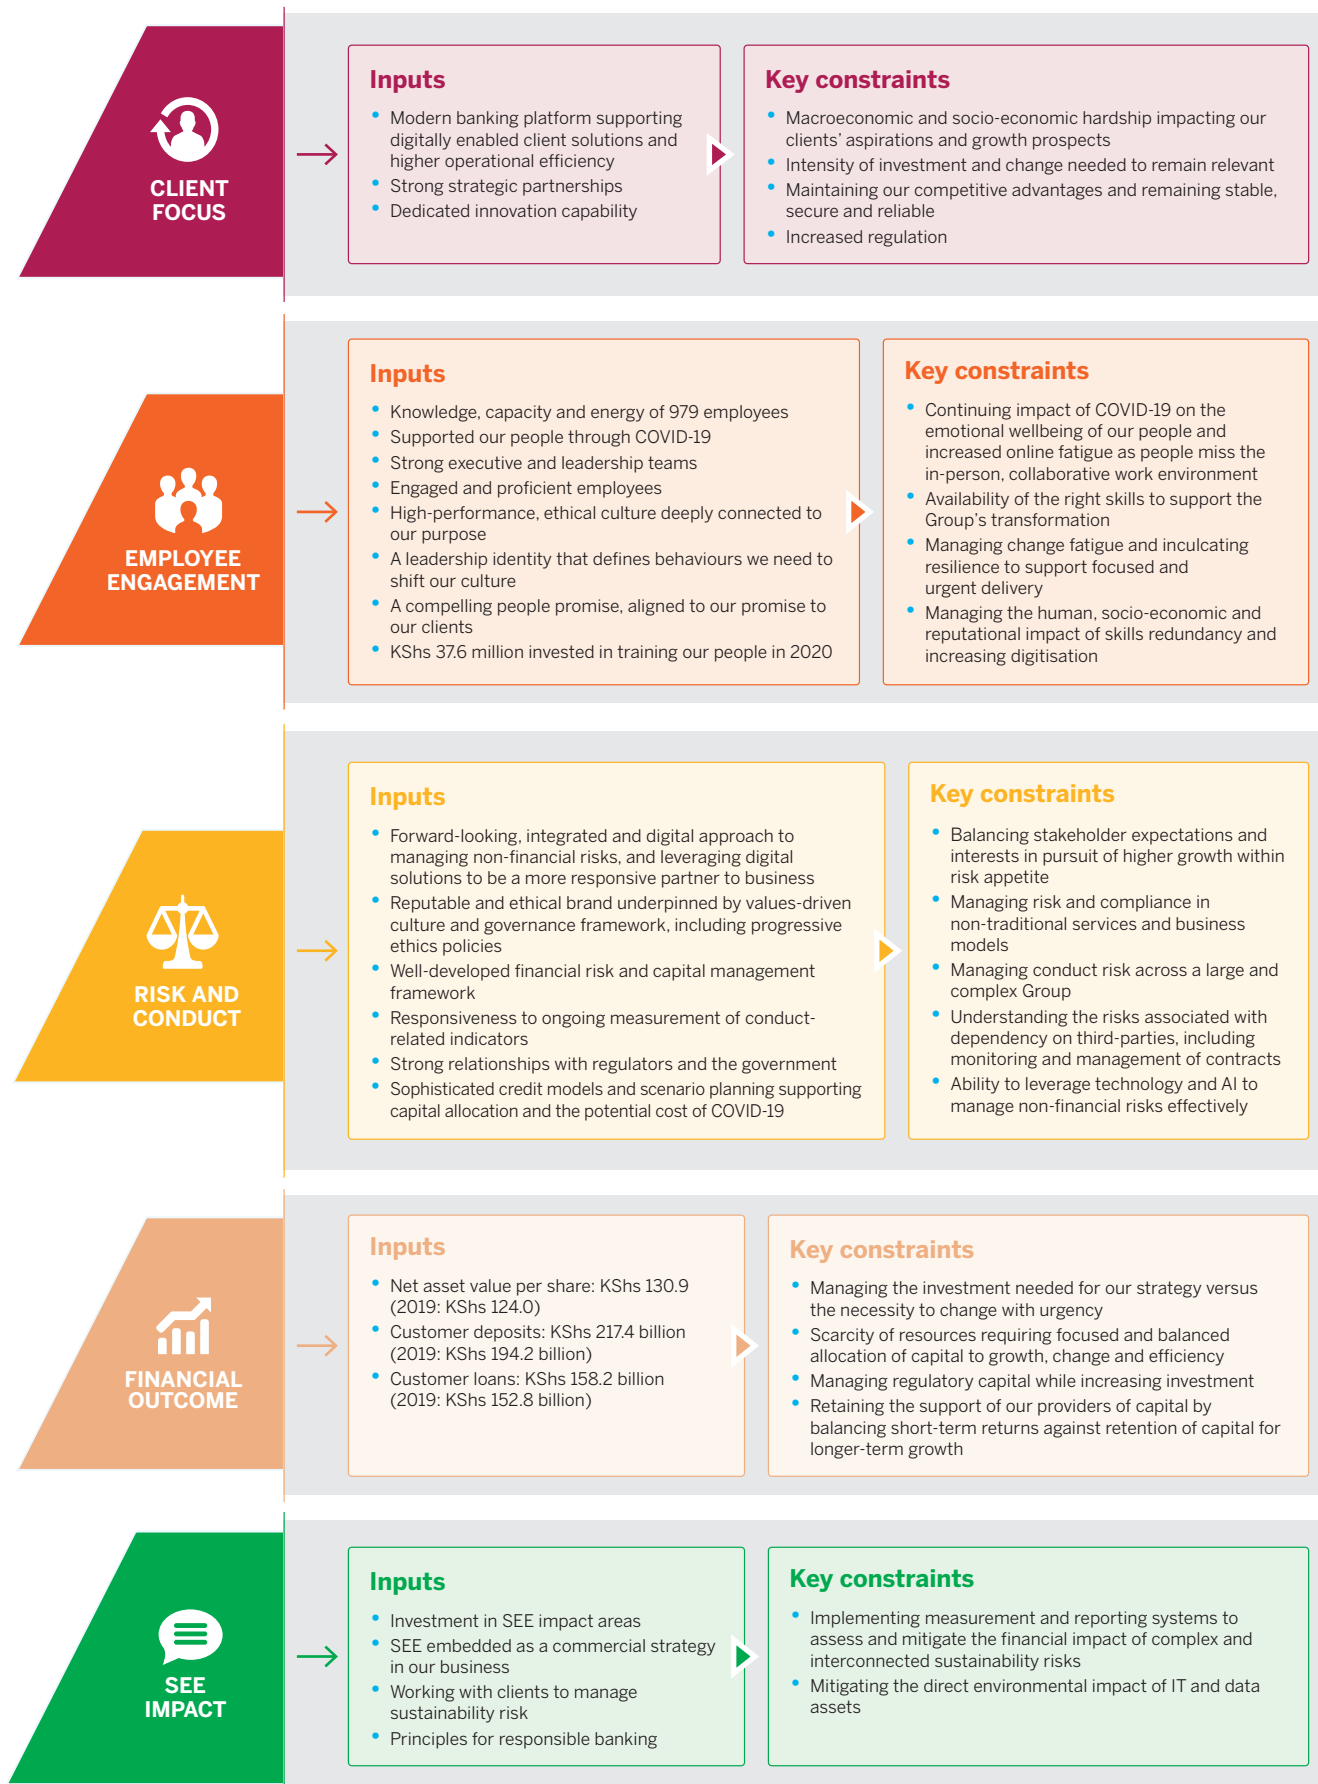 CLIENT
FOCUS
Inputs
• Modern banking platform supporting
digitally enabled client solutions and
higher operational efficiency
• Strong strategic partnerships
• Dedicated innovation capability
Key constraints
• Macroeconomic and socio-economic hardship impacting our
clients’ aspirations and growth prospects
• Intensity of investment and change needed to remain relevant
• Maintaining our competitive advantages and remaining stable,
secure and reliable
• Increased regulation
EMPLOYEE
ENGAGEMENT
Inputs
• Knowledge, capacity and energy of 979 employees
• Supported our people through COVID-19
• Strong executive and leadership teams
• Engaged and proficient employees
• High-performance, ethical culture deeply connected to
our purpose
• A leadership identity that defines behaviours we need to
shift our culture
• A compelling people promise, aligned to our promise to
our clients
• KShs 37.6 million invested in training our people in 2020
Key constraints
• Continuing impact of COVID-19 on the
emotional wellbeing of our people and
increased online fatigue as people miss the
in-person, collaborative work environment
• Availability of the right skills to support the
Group’s transformation
• Managing change fatigue and inculcating
resilience to support focused and
urgent delivery
• Managing the human, socio-economic and
reputational impact of skills redundancy and
increasing digitisation
RISK AND
CONDUCT
Inputs
• Forward-looking, integrated and digital approach to
managing non-financial risks, and leveraging digital
solutions to be a more responsive partner to business
• Reputable and ethical brand underpinned by values-driven
culture and governance framework, including progressive
ethics policies
• Well-developed financial risk and capital management
framework
• Responsiveness to ongoing measurement of conduct-
related indicators
• Strong relationships with regulators and the government
• Sophisticated credit models and scenario planning supporting
capital allocation and the potential cost of COVID-19
Key constraints
• Balancing stakeholder expectations and
interests in pursuit of higher growth within
risk appetite
• Managing risk and compliance in
non-traditional services and business
models
• Managing conduct risk across a large and
complex Group
• Understanding the risks associated with
dependency on third-parties, including
monitoring and management of contracts
• Ability to leverage technology and AI to
manage non-financial risks effectively
FINANCIAL
OUTCOME
Inputs
• Net asset value per share: KShs 130.9
(2019: KShs 124.0)
• Customer deposits: KShs 217.4 billion
(2019: KShs 194.2 billion)
• Customer loans: KShs 158.2 billion
(2019: KShs 152.8 billion)
Key constraints
• Managing the investment needed for our strategy versus
the necessity to change with urgency
• Scarcity of resources requiring focused and balanced
allocation of capital to growth, change and efficiency
• Managing regulatory capital while increasing investment
• Retaining the support of our providers of capital by
balancing short-term returns against retention of capital for
longer-term growth
SEE
IMPACT
Inputs
• Investment in SEE impact areas
• SEE embedded as a commercial strategy
in our business
• Working with clients to manage
sustainability risk
• Principles for responsible banking
Key constraints
• Implementing measurement and reporting systems to
assess and mitigate the financial impact of complex and
interconnected sustainability risks
• Mitigating the direct environmental impact of IT and data
assets